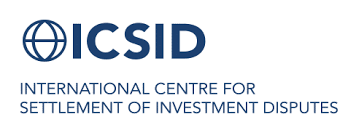 ICSID
INTERNATIONAL CENTRE FOR
SETTLEMENT OF INVESTMENT DISPUTES